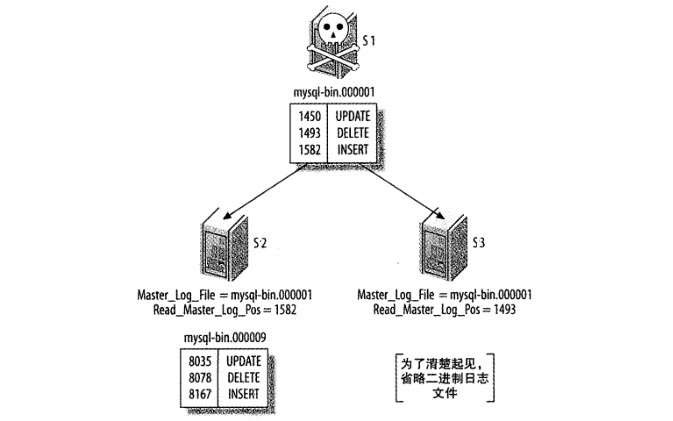 S1
mysql-bin.000001
1450 UPDATE
1493 DELETE
1582 INSERT
S2
S3
Master_Log_File = mysql-bin.000001
Read_Master_Log_Pos = 1582
Master_Log_File = mysql-bin.000001
Read_Master_Log_Pos = 1493
mysql-bin.000009
8035 UPDATE
8078 DELETE
8167 INSERT
为了清楚起见，
省略二进制日志
文件